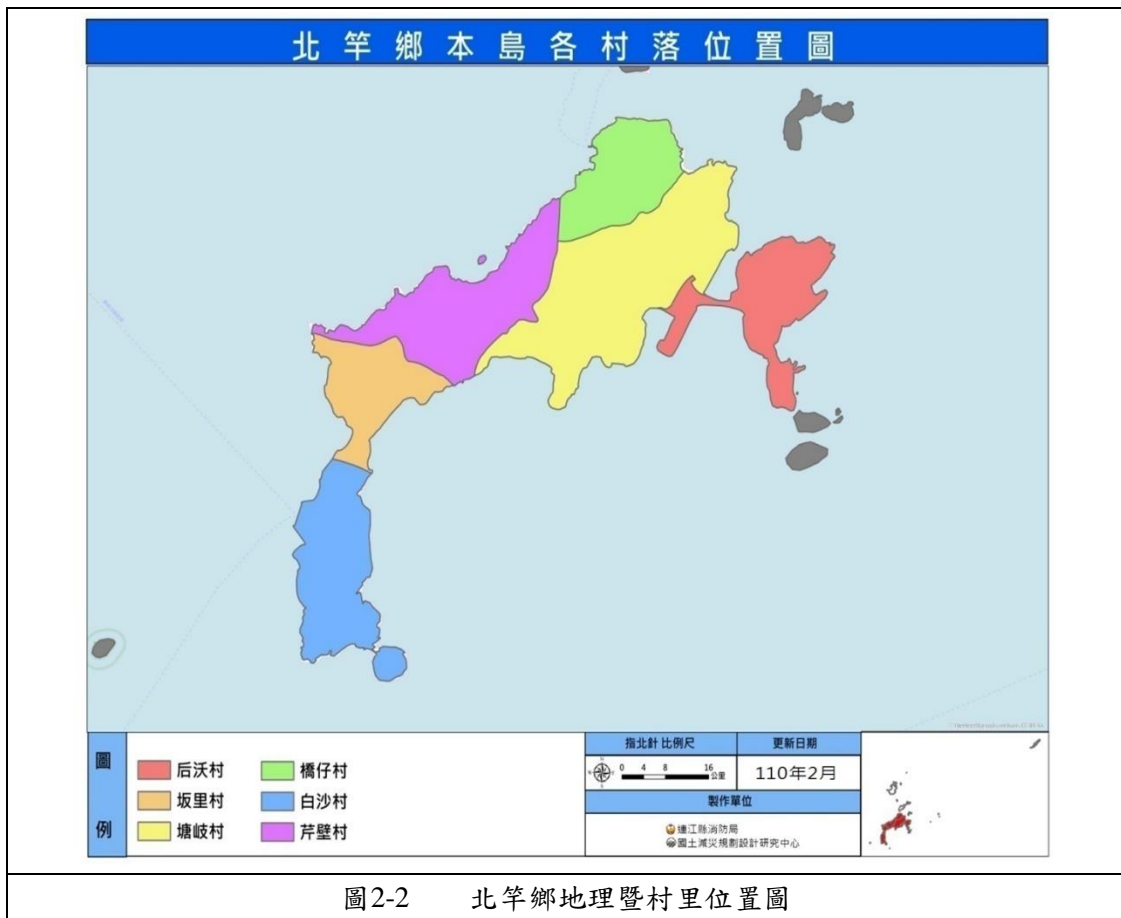 北竿鄉本島各村落位置圖
圖例
后沃村
坂里村
塘岐村
橋仔村
白沙村
芹壁村
指北針 比例尺
0 4 8 16 公里
更新日期
110年2月
製作單位
連江縣消防局
國土減災規劃設計研究中心
圖2-2 北竿鄉地理暨村里位置圖